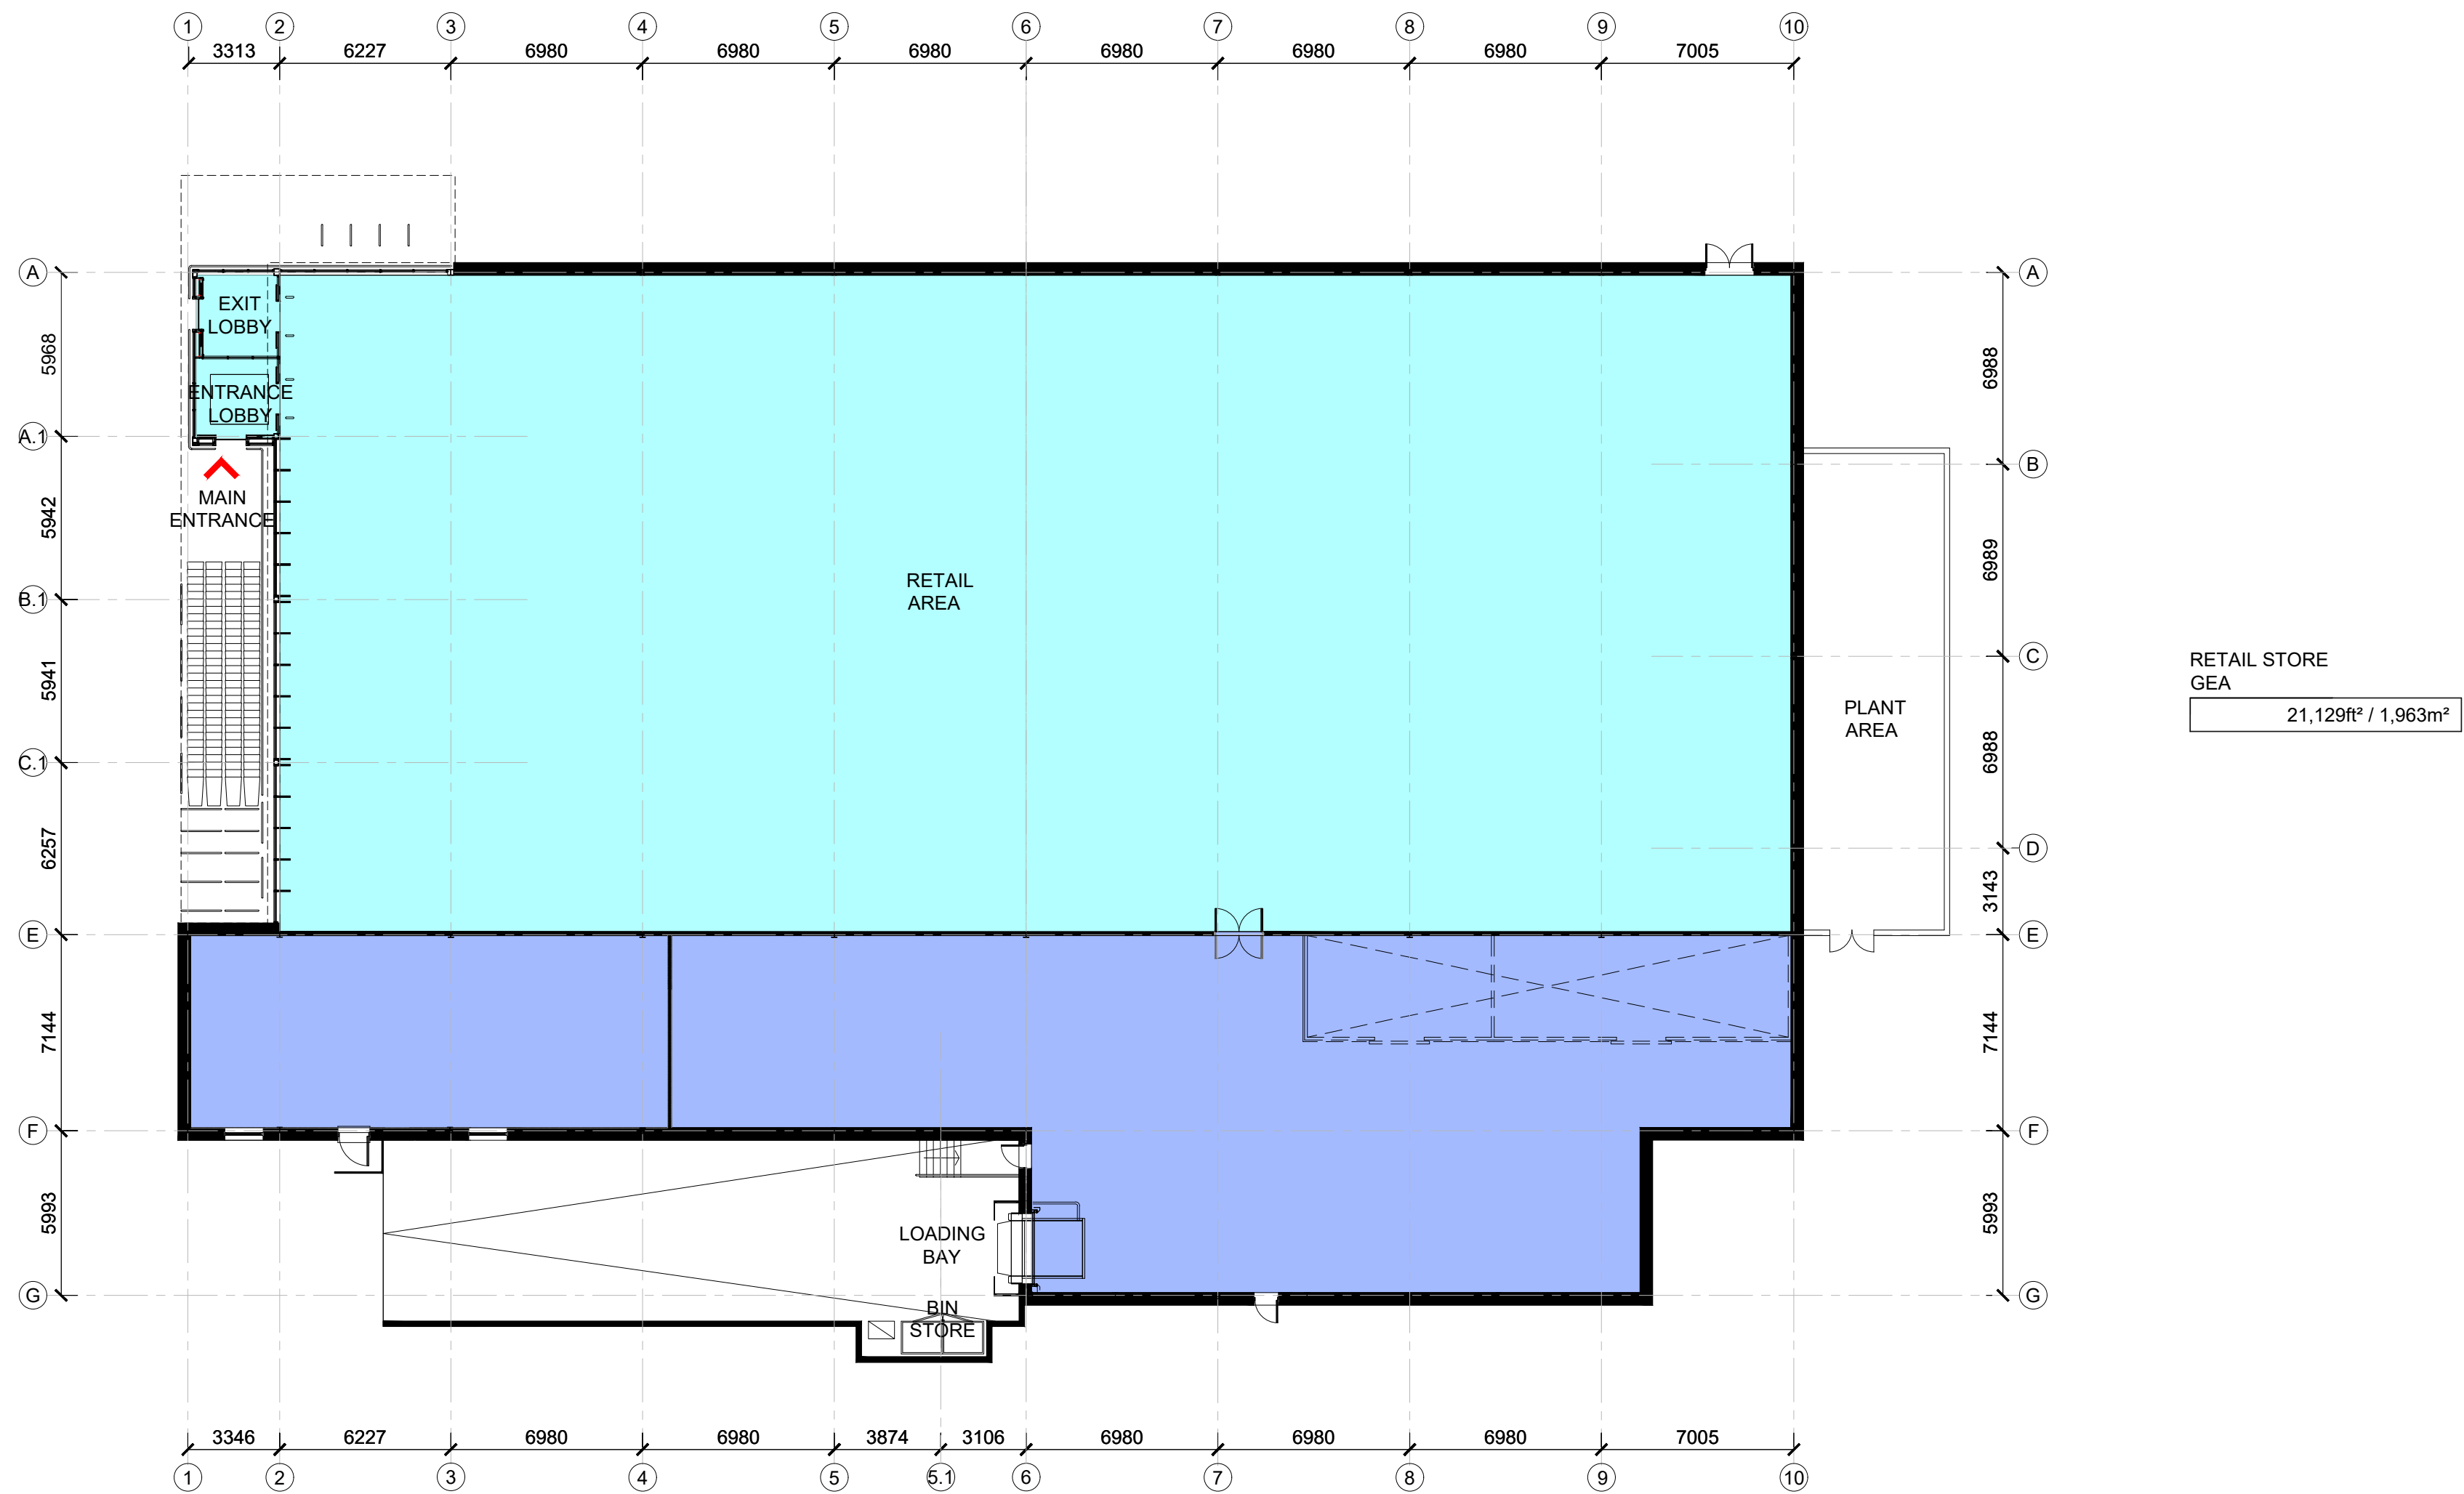 1 2 3 4 5 6 7 8 9 10
3313 6227 6980 6980 6980 6980 6980 6980 7005
A A
EXIT
LOBBY
5968
6988
ENTRANCE
LOBBY
A.1
B
MAIN
ENTRANCE
5942
6989
RETAIL
AREA
B.1
C
RETAIL STORE
GEA
21,129ft² / 1,963m²
5941
PLANT
AREA
6988
C.1
6257
D
3143
E E
7144 7144
F F
5993 5993
LOADING
BAY
G G
BIN
STORE
3346 6227 6980 6980 3874 3106 6980 6980 6980 7005
1 2 3 4 5 5.1 6 7 8 9 10